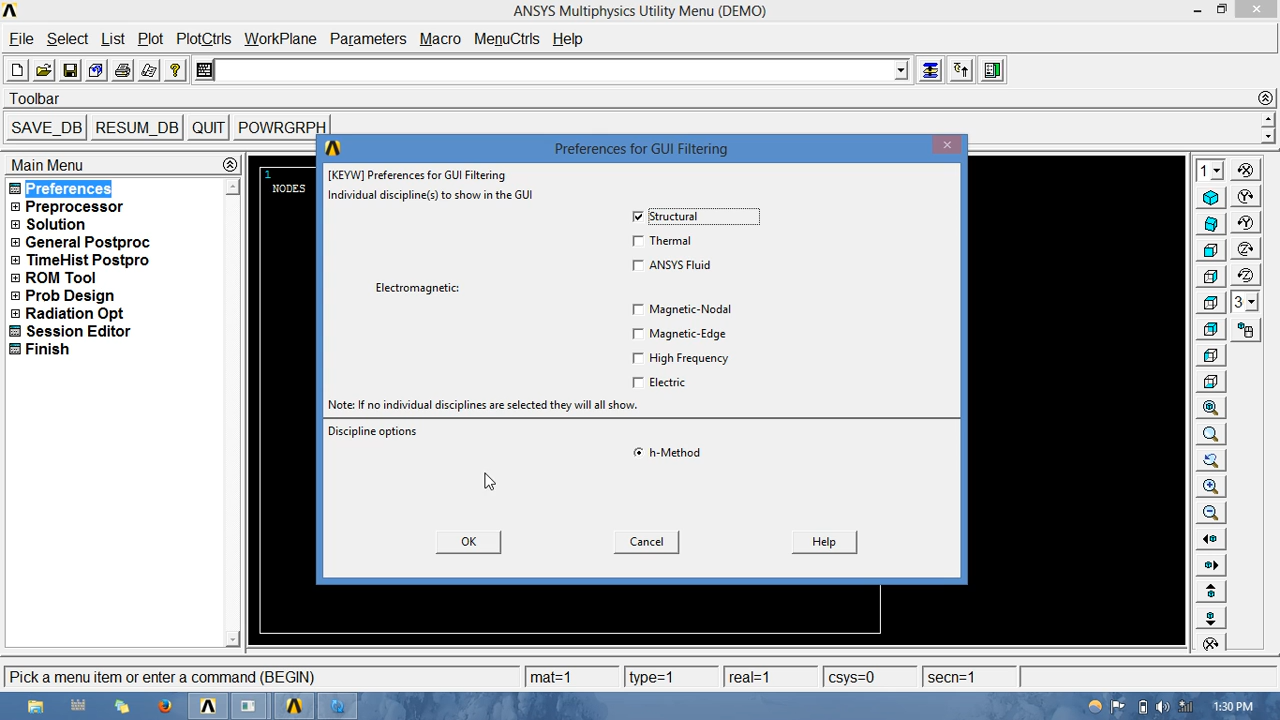 ANSYS Multiphysics Utility Menu (DEMO)
File Select List Plot PlotCtrls WorkPlane Parameters Macro MenuCtrls Help
Toolbar
SAVE_DB RESUM_DB QUIT POWRGRPH
Main Menu
Preferences
Preprocessor
Solution
General Postproc
TimeHist Postpro
ROM Tool
Prob Design
Radiation Opt
Session Editor
Finish
1
NODES
Preferences for GUI Filtering
[KEYW] Preferences for GUI Filtering
Individual discipline(s) to show in the GUI
Structural
Thermal
ANSYS Fluid
Electromagnetic:
Magnetic-Nodal
Magnetic-Edge
High Frequency
Electric
Note: If no individual disciplines are selected they will all show.
Discipline options
h-Method
OK Cancel Help
1
3
Pick a menu item or enter a command (BEGIN) mat=1 type=1 real=1 csys=0 secn=1
1:30 PM